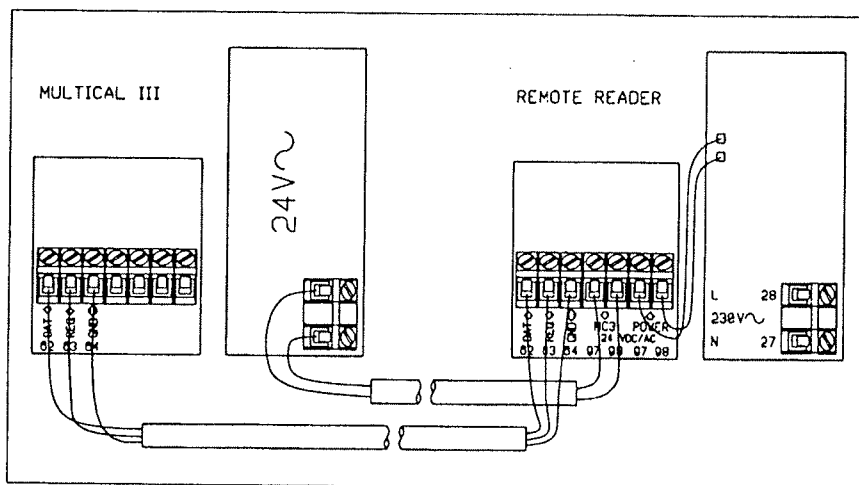 MULTICAL III
24V~
REMOTE READER
DAT REQ GND
62 63 64
DAT REQ GND MC3 POWER
24 VDC/AC
62 63 64 97 98 97 98
L 28
230V~
N 27